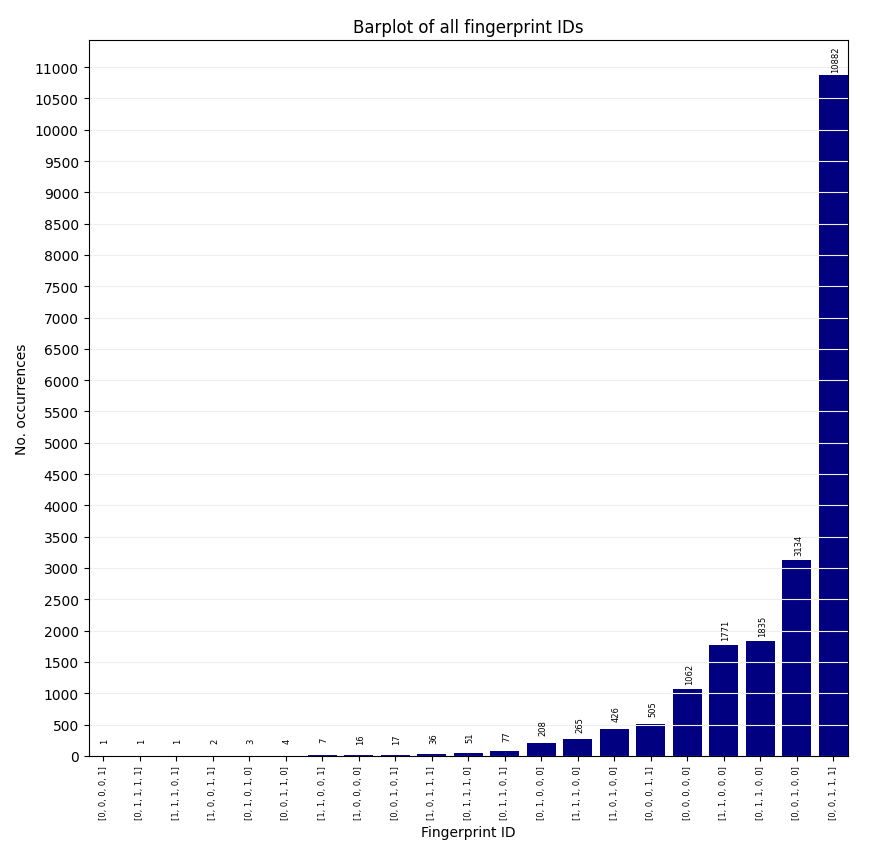 Barplot of all fingerprint IDs
11000
10500
10000
9500
9000
8500
8000
7500
7000
6500
6000
5500
5000
4500
4000
3500
3000
2500
2000
1500
1000
500
0
No. occurrences
1
1
1
2
3
4
7
16
17
36
51
77
208
265
426
505
1062
1771
1835
3134
10882
[0, 0, 0, 0, 1]
[0, 1, 1, 1, 1]
[1, 1, 1, 0, 1]
[1, 0, 0, 1, 1]
[0, 1, 0, 1, 0]
[0, 0, 1, 1, 0]
[1, 1, 0, 0, 1]
[1, 0, 0, 0, 0]
[0, 0, 1, 0, 1]
[1, 0, 1, 1, 1]
[0, 1, 1, 1, 0]
[0, 1, 1, 0, 1]
[0, 1, 0, 0, 0]
[1, 1, 1, 0, 0]
[1, 0, 1, 0, 0]
[0, 0, 0, 1, 1]
[0, 0, 0, 0, 0]
[1, 1, 0, 0, 0]
[0, 1, 1, 0, 0]
[0, 0, 1, 0, 0]
[0, 0, 1, 1, 1]
Fingerprint ID